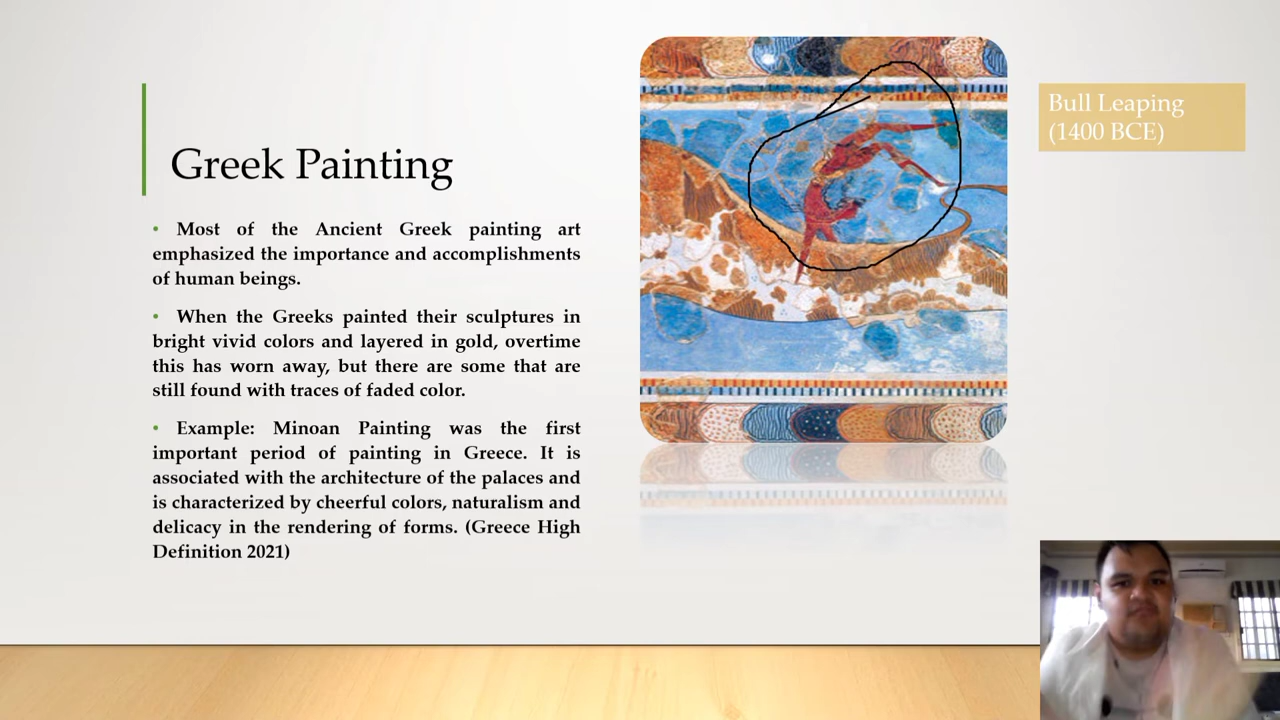 Greek Painting
• Most of the Ancient Greek painting art
emphasized the importance and accomplishments
of human beings.
• When the Greeks painted their sculptures in
bright vivid colors and layered in gold, overtime
this has worn away, but there are some that are
still found with traces of faded color.
• Example: Minoan Painting was the first
important period of painting in Greece. It is
associated with the architecture of the palaces and
is characterized by cheerful colors, naturalism and
delicacy in the rendering of forms. (Greece High
Definition 2021)
Bull Leaping
(1400 BCE)